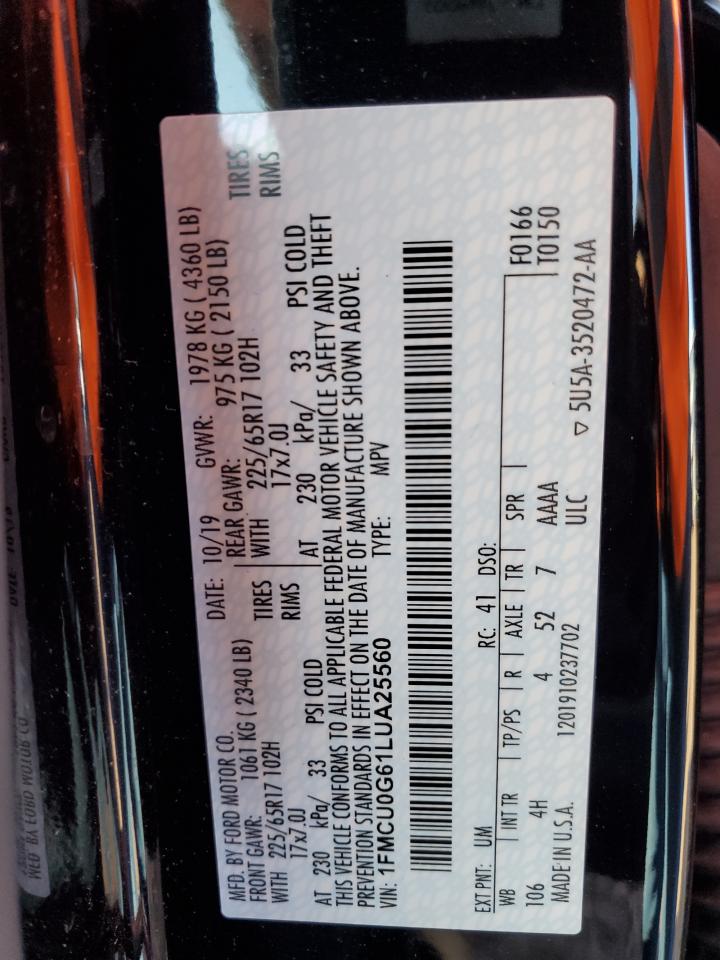 MFD. BY FORD MOTOR CO.
DATE: 10/19 GVWR: 1978 KG ( 4360 LB)
FRONT GAWR: 1061 KG ( 2340 LB) REAR GAWR: 975 KG ( 2150 LB)
WITH 225/65R17 102H TIRES WITH 225/65R17 102H TIRES
17x7.0J RIMS 17x7.0J RIMS
AT 230 kPa/ 33 PSI COLD AT 230 kPa/ 33 PSI COLD
THIS VEHICLE CONFORMS TO ALL APPLICABLE FEDERAL MOTOR VEHICLE SAFETY AND THEFT
PREVENTION STANDARDS IN EFFECT ON THE DATE OF MANUFACTURE SHOWN ABOVE.
VIN: 1FMCU0G61LUA25560 TYPE: MPV
EXT PNT: UM RC: 41 DSO:
WB INT TR TP/PS R AXLE TR SPR F0166
106 4H 4 52 7 AAAA T0150
ULC
MADE IN U.S.A. 1201910237702 ▽ 5U5A-3520472-AA